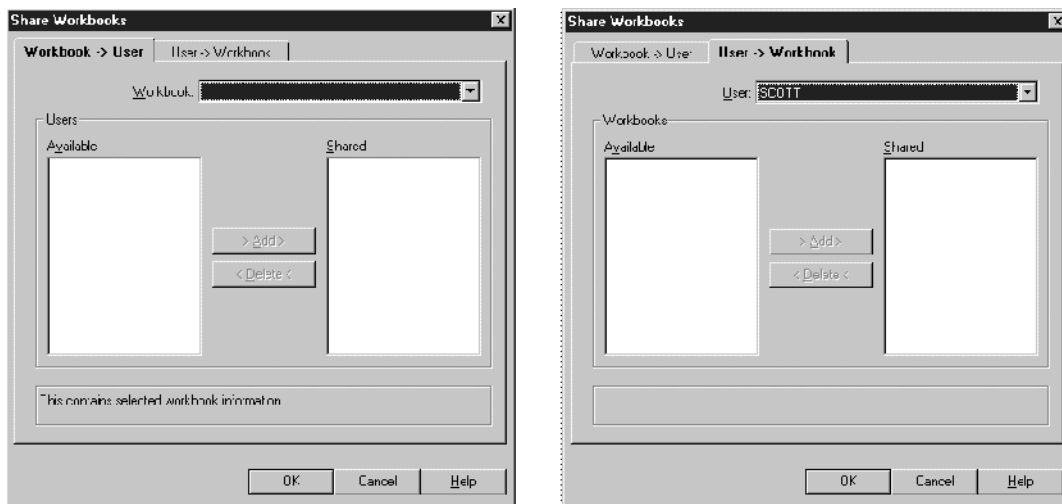 Share Workbooks
Workbook -> User
User -> Workbook
Workbook:
Users
Available
Shared
> Add >
< Delete <
This contains selected workbook information
OK
Cancel
Help
Share Workbooks
Workbook -> User
User -> Workbook
User: SCOTT
Workbooks
Available
Shared
> Add >
< Delete <
OK
Cancel
Help